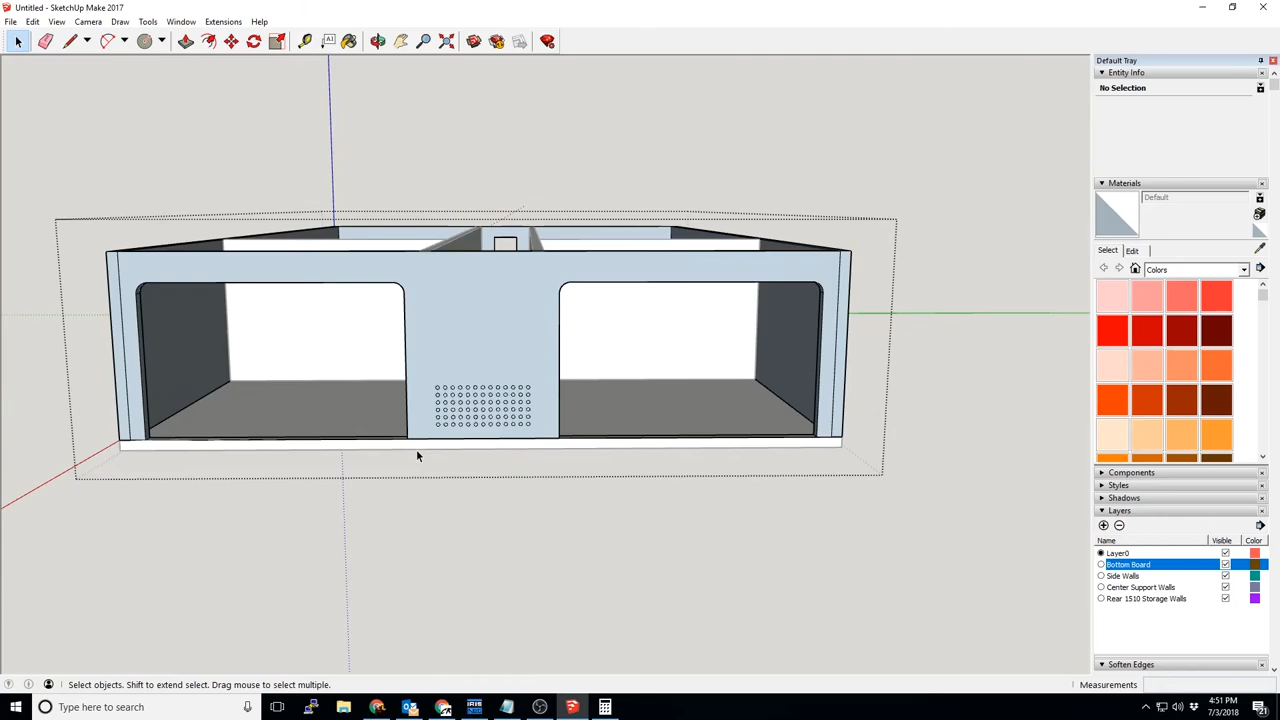 Untitled - SketchUp Make 2017
File Edit View Camera Draw Tools Window Extensions Help
Default Tray
Entity Info
No Selection
Materials
Default
Select Edit
Colors
Components
Styles
Shadows
Layers
Name Visible Color
Layer0
Bottom Board
Side Walls
Center Support Walls
Rear 1510 Storage Walls
Soften Edges
Select objects. Shift to extend select. Drag mouse to select multiple.
Measurements
Type here to search
4:51 PM
7/3/2018
21